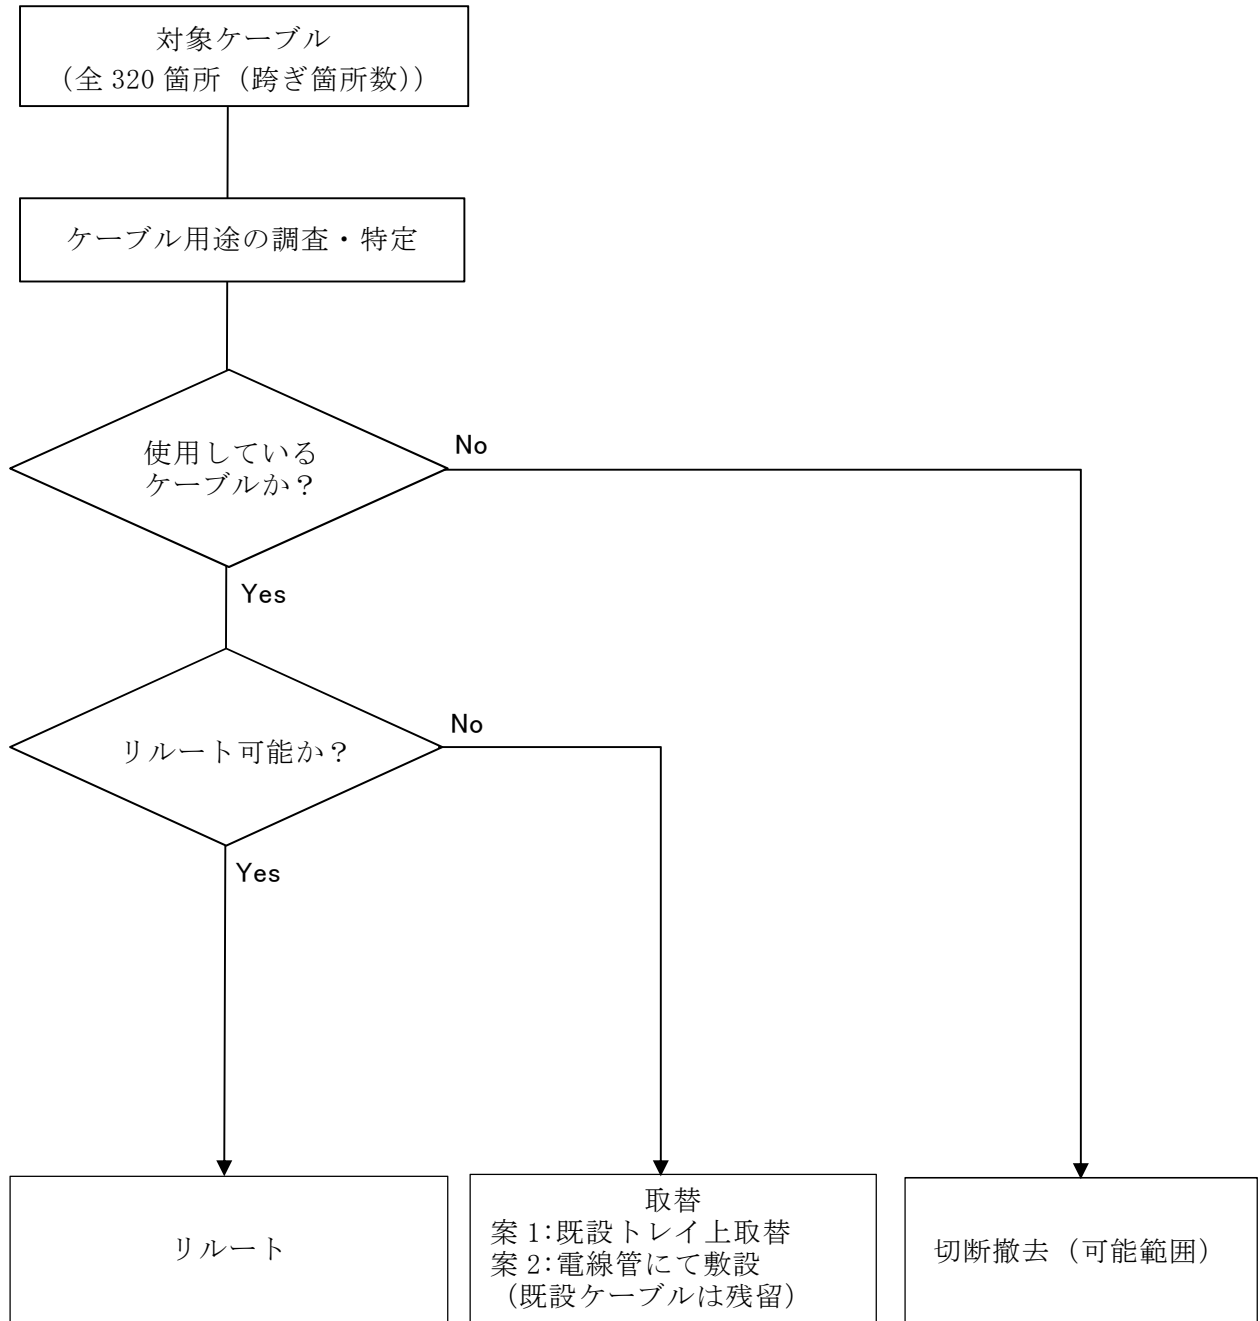 対象ケーブル
（全 320 箇所（跨ぎ箇所数））
ケーブル用途の調査・特定
使用している
ケーブルか？
No
Yes
リルート可能か？
No
Yes
リルート
取替
案 1:既設トレイ上取替
案 2:電線管にて敷設
（既設ケーブルは残留）
切断撤去（可能範囲）